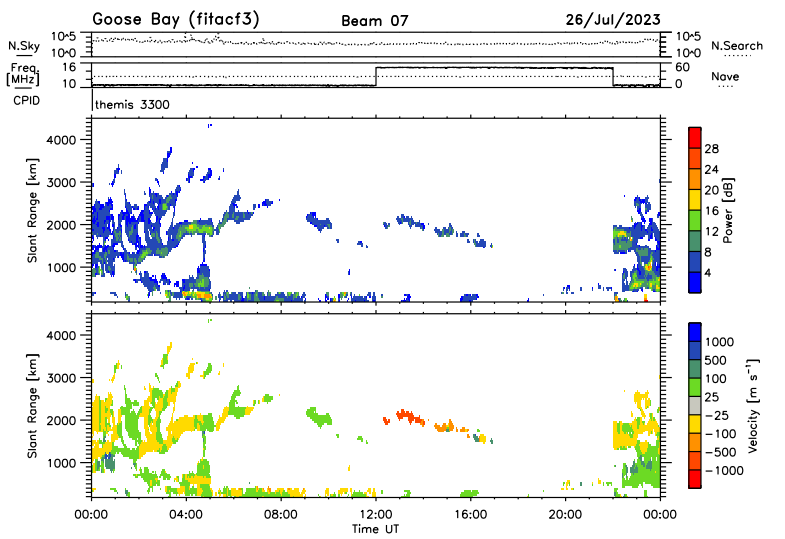 Goose Bay (fitacf3) Beam 07 26/Jul/2023
N.Sky 10^5 10^0 10^5 10^0 N.Search
Freq. [MHz] 16 10 60 0 Nave
CPID themis 3300
Slant Range [km]
4000
3000
2000
1000
Power [dB]
28
24
20
16
12
8
4
Slant Range [km]
4000
3000
2000
1000
Velocity [m s⁻¹]
1000
500
100
25
-25
-100
-500
-1000
00:00 04:00 08:00 12:00 16:00 20:00 00:00
Time UT